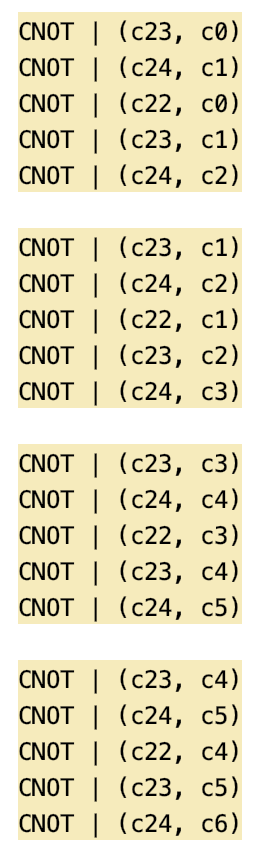 CNOT | (c23, c0)
CNOT | (c24, c1)
CNOT | (c22, c0)
CNOT | (c23, c1)
CNOT | (c24, c2)
CNOT | (c23, c1)
CNOT | (c24, c2)
CNOT | (c22, c1)
CNOT | (c23, c2)
CNOT | (c24, c3)
CNOT | (c23, c3)
CNOT | (c24, c4)
CNOT | (c22, c3)
CNOT | (c23, c4)
CNOT | (c24, c5)
CNOT | (c23, c4)
CNOT | (c24, c5)
CNOT | (c22, c4)
CNOT | (c23, c5)
CNOT | (c24, c6)